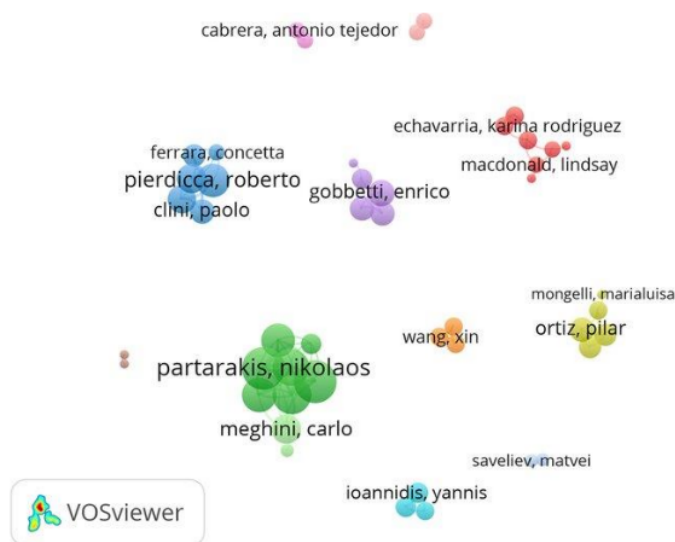 cabrera, antonio tejedor
echavarria, karina rodriguez
ferrara, concetta
macdonald, lindsay
pierdicca, roberto
gobbetti, enrico
clini, paolo
mongelli, marialuisa
ortiz, pilar
wang, xin
partarakis, nikolaos
meghini, carlo
saveliev, matvei
ioannidis, yannis
VOSviewer